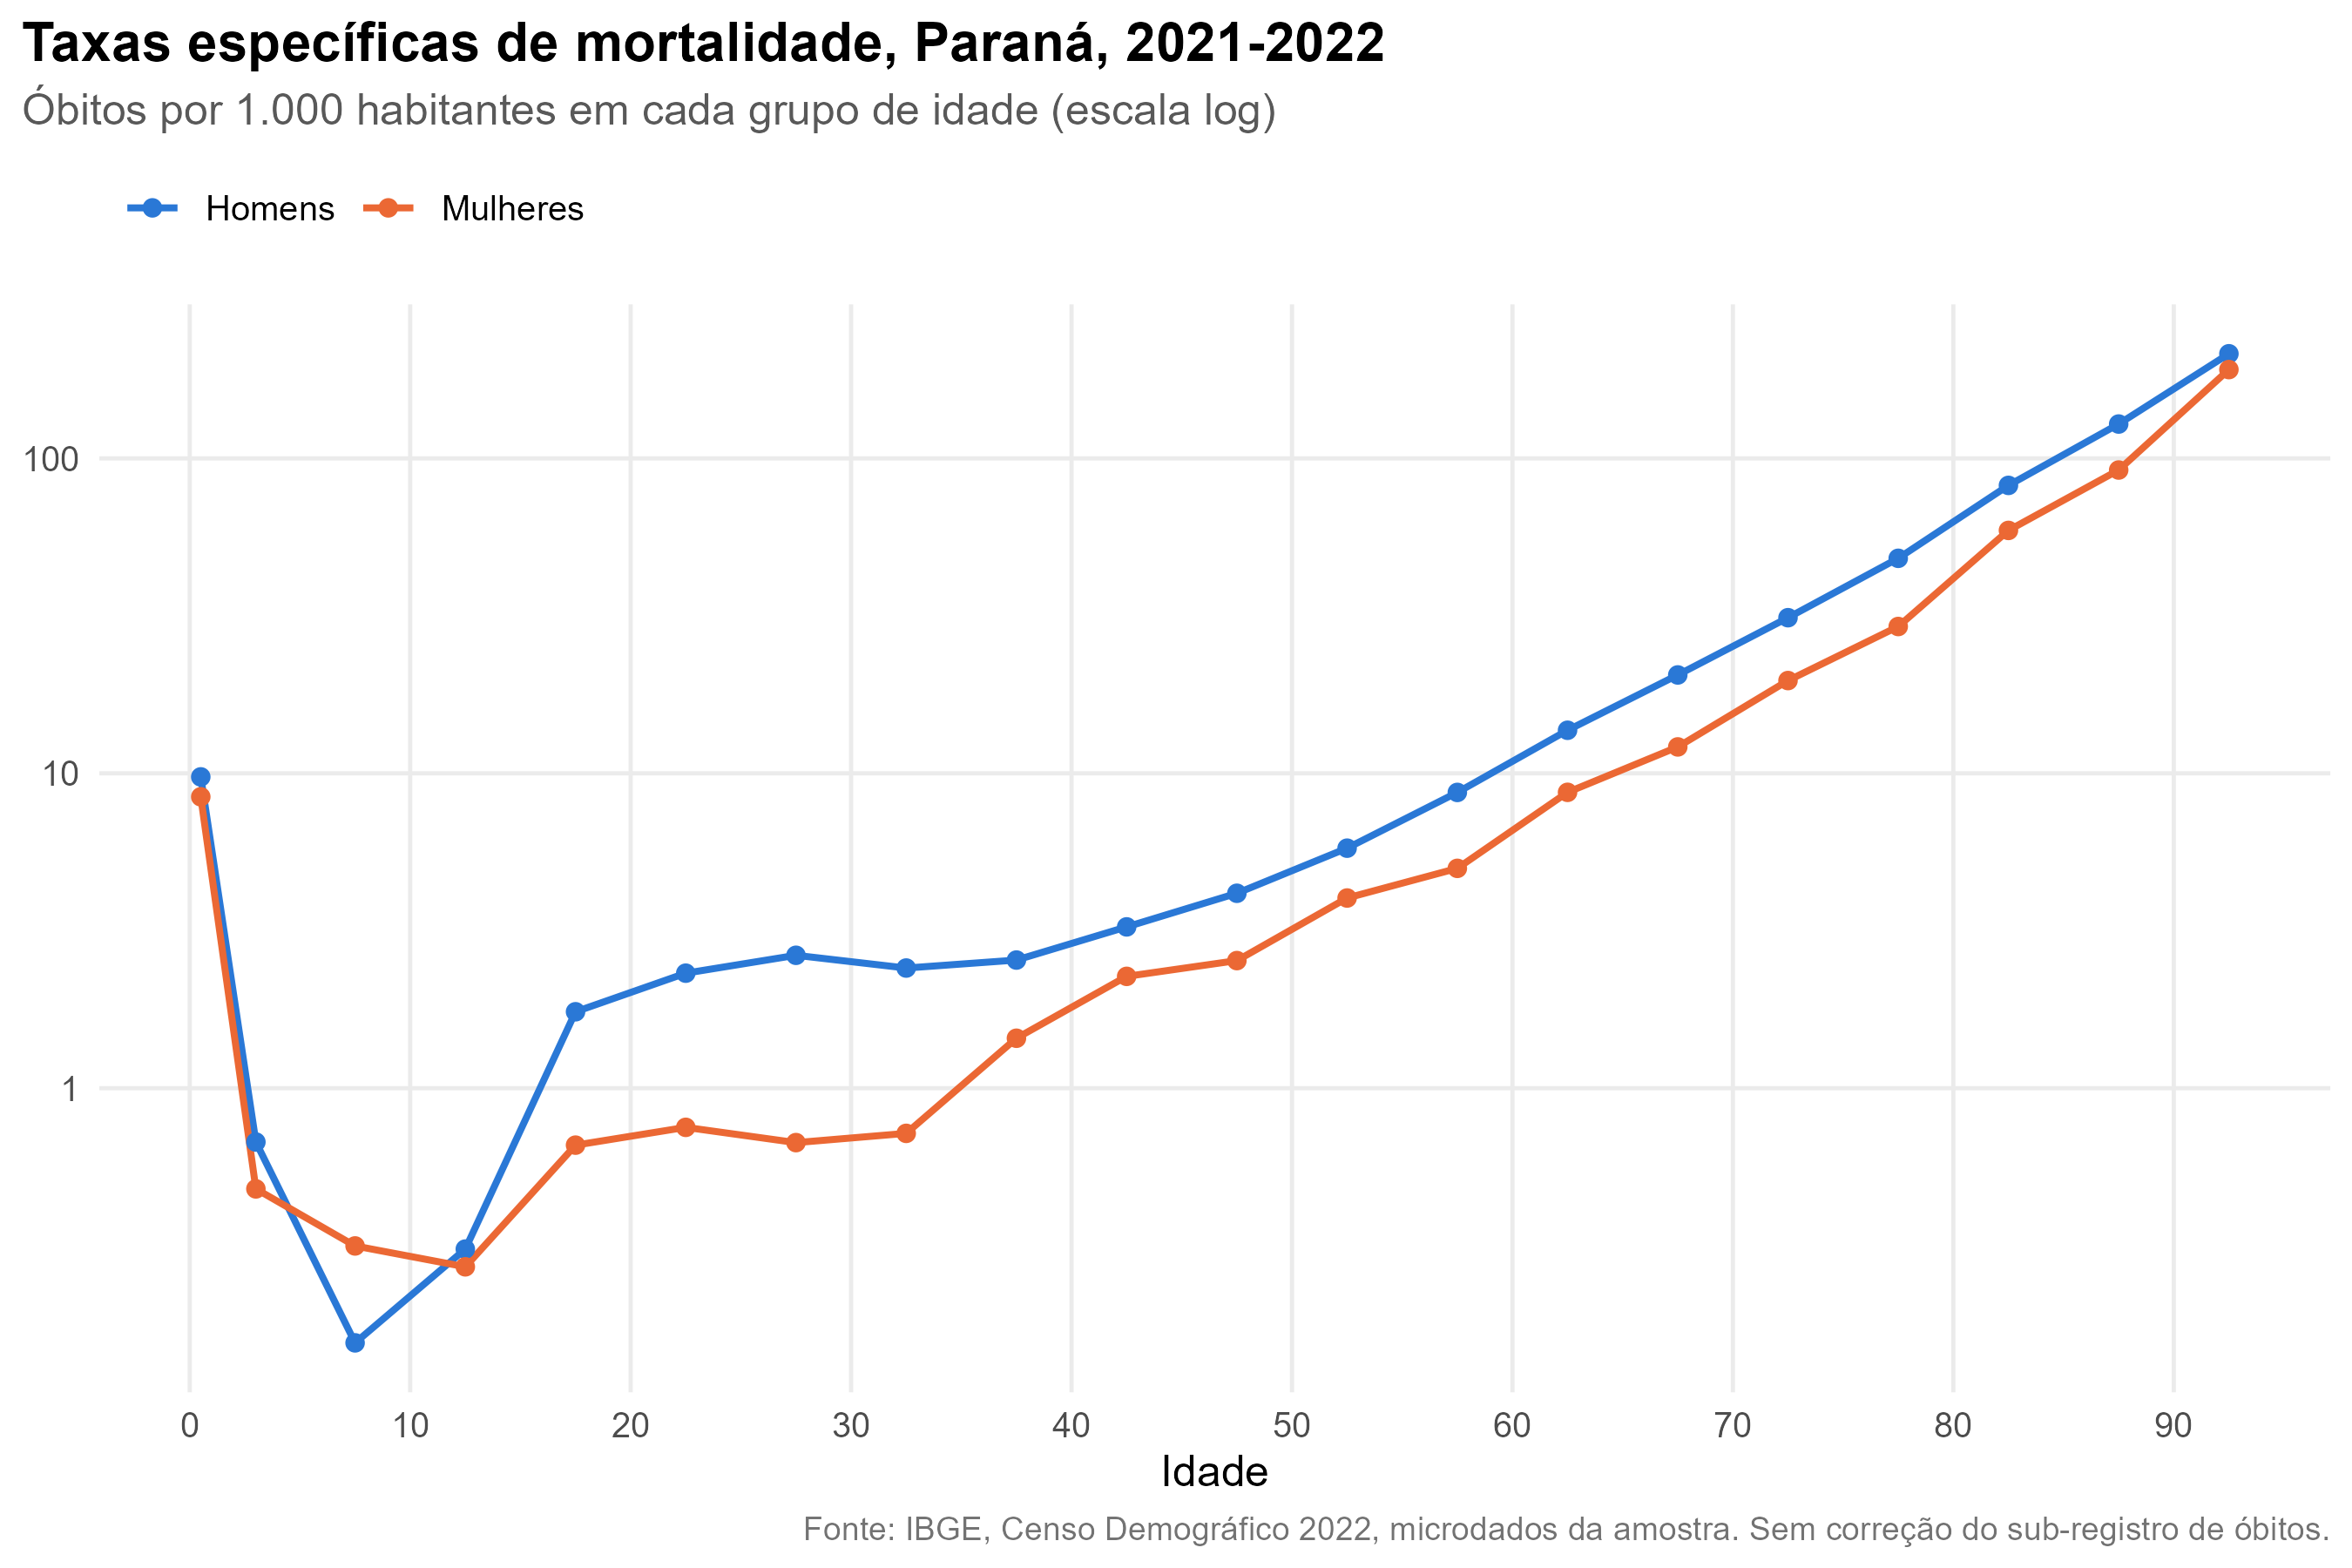 Taxas específicas de mortalidade, Paraná, 2021-2022
Óbitos por 1.000 habitantes em cada grupo de idade (escala log)
Homens Mulheres
100
10
1
0 10 20 30 40 50 60 70 80 90
Idade
Fonte: IBGE, Censo Demográfico 2022, microdados da amostra. Sem correção do sub-registro de óbitos.